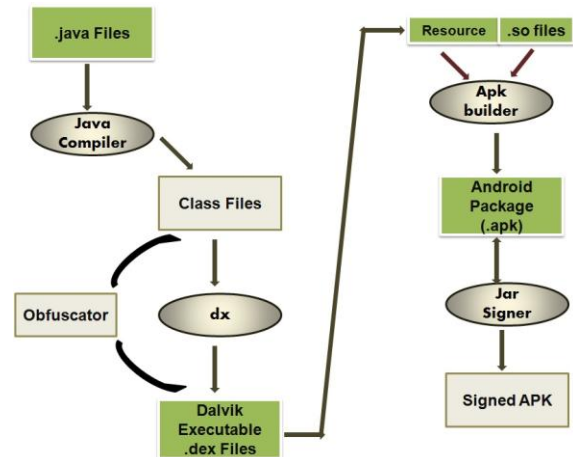 .java Files
Java
Compiler
Class Files
Obfuscator
dx
Dalvik
Executable
.dex Files
Resource
.so files
Apk
builder
Android
Package
(.apk)
Jar
Signer
Signed APK